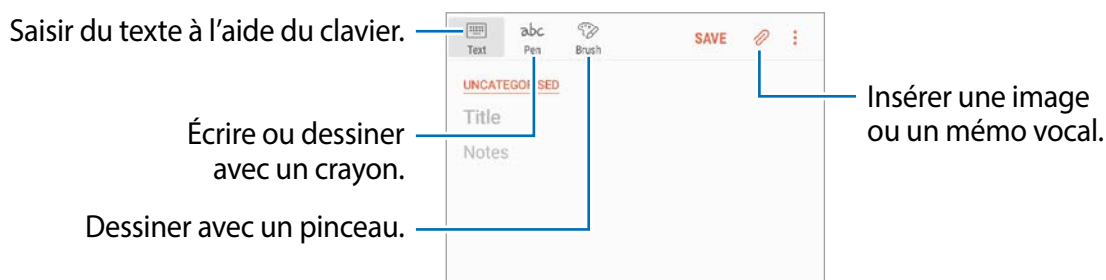 Saisir du texte à l'aide du clavier.
Text
abc
Pen
Brush
SAVE
UNCATEGORISED
Title
Notes
Écrire ou dessiner
avec un crayon.
Dessiner avec un pinceau.
Insérer une image
ou un mémo vocal.